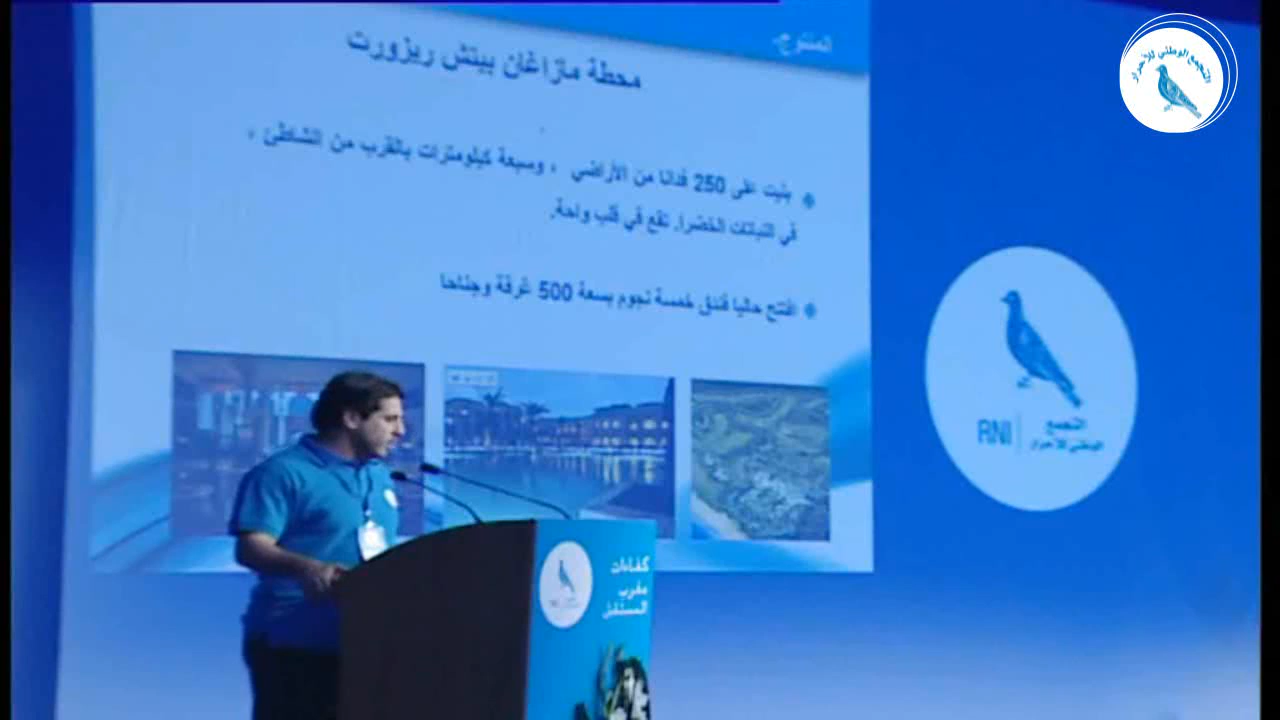 المنتوج:
محطة مازاغان بيتش ريزورت
بنيت على 250 فدانا من الأراضي ، وسبعة كيلومترات بالقرب من الشاطئ ،
في النباتات الخضرا. تقع في قلب واحة.
افتتح حاليا فندق خمسة نجوم بسعة 500 غرفة وجناحا
التجمع الوطني للأحرار
RNI
التجمع
الوطني للأحرار
كفاءات
مغرب
المستقبل